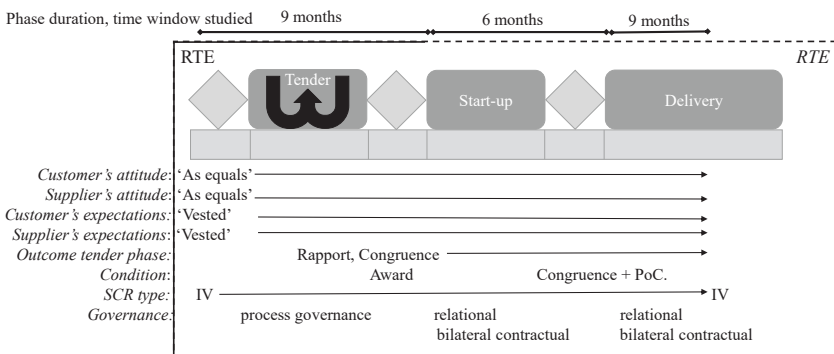 Phase duration, time window studied 9 months 6 months 9 months
RTE RTE
Tender Start-up Delivery
Customer's attitude: 'As equals'
Supplier's attitude: 'As equals'
Customer's expectations: 'Vested'
Supplier's expectations: 'Vested'
Outcome tender phase: Rapport, Congruence
Condition: Award Congruence + PoC.
SCR type: IV IV
Governance: process governance relational relational
bilateral contractual bilateral contractual